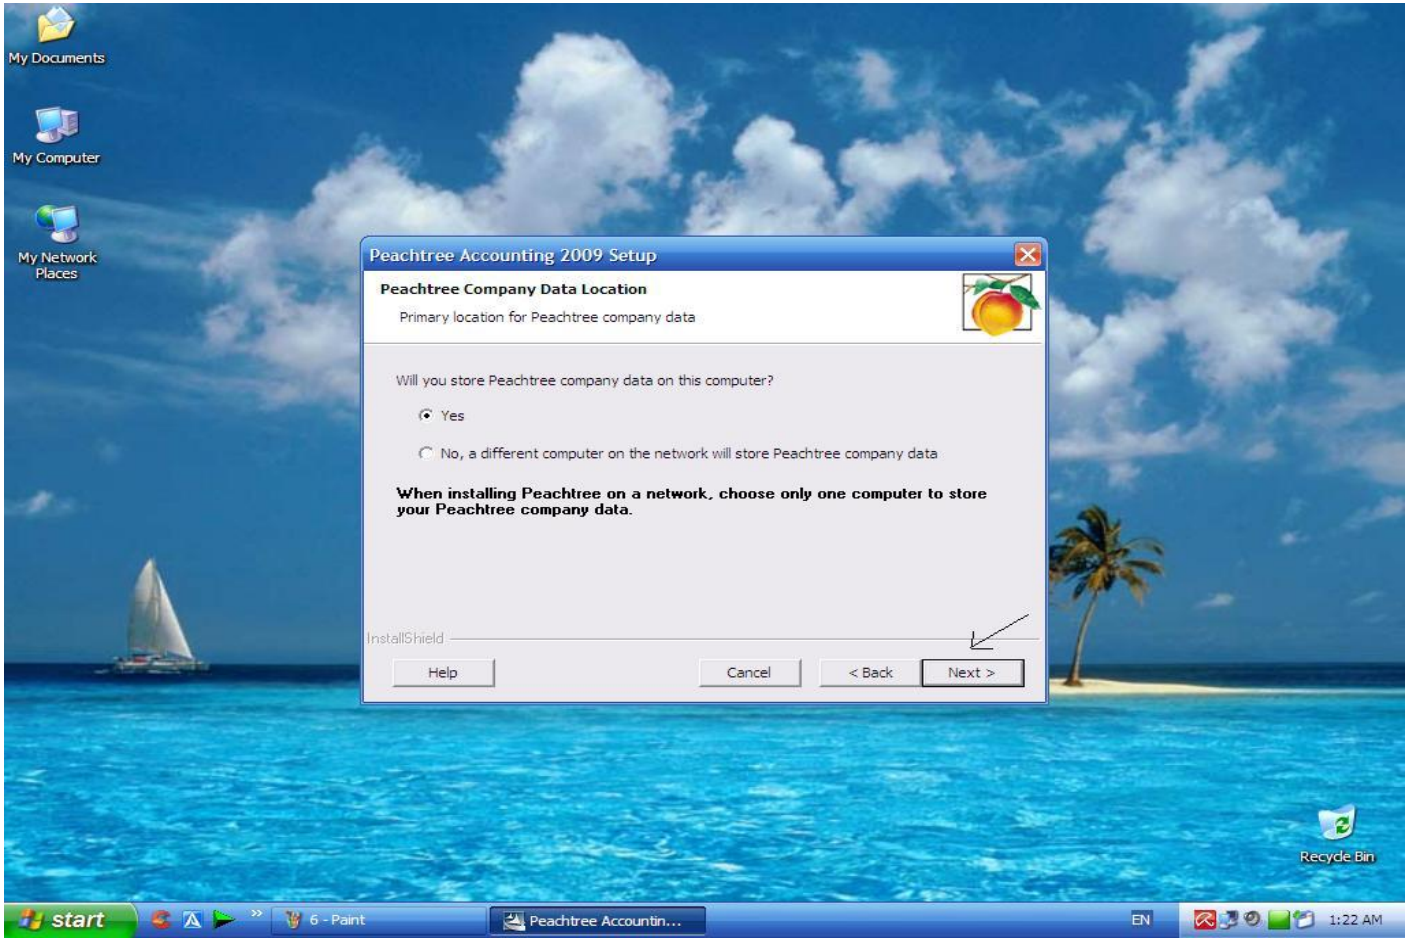 My Documents
My Computer
My Network
Places
Peachtree Accounting 2009 Setup
Peachtree Company Data Location
Primary location for Peachtree company data
Will you store Peachtree company data on this computer?
Yes
No, a different computer on the network will store Peachtree company data
When installing Peachtree on a network, choose only one computer to store
your Peachtree company data.
InstallShield
Help
Cancel
< Back
Next >
Recycle Bin
start
»
6 - Paint
Peachtree Accountin...
EN
1:22 AM